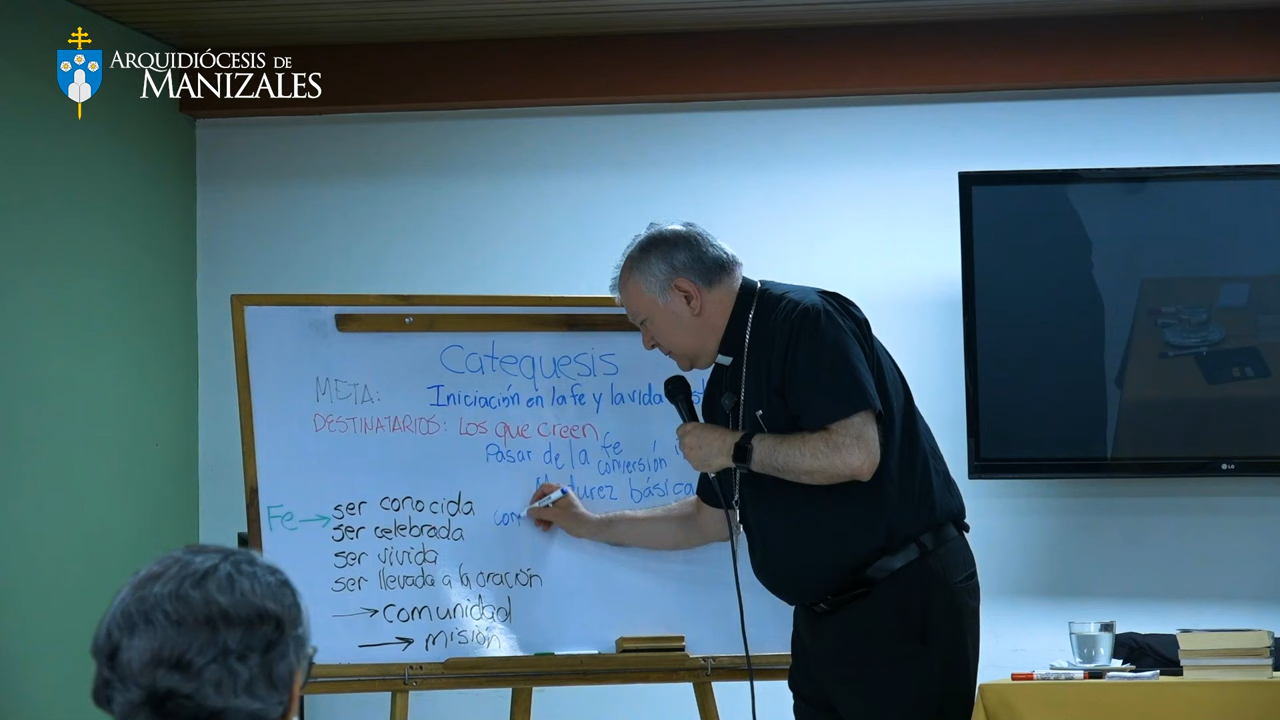 ARQUIDIÓCESIS DE
MANIZALES
Catequesis
META: Iniciación en la fe y la vida
DESTINATARIOS: Los que creen
Pasar de la fe
conversión
básica
Fe → ser conocida
ser celebrada
ser vivida
ser llevada a la oración
→ comunidad
→ misión
LG